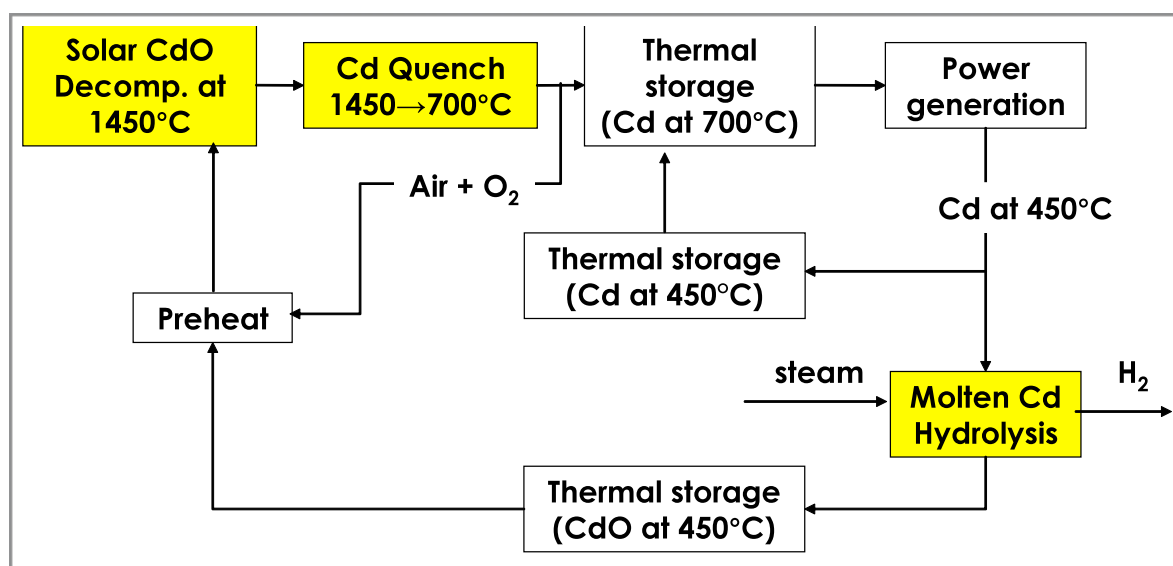 Solar CdO
Decomp. at
1450°C
Cd Quench
1450→700°C
Thermal
storage
(Cd at 700°C)
Power
generation
Air + O₂
Cd at 450°C
Thermal storage
(Cd at 450°C)
Preheat
steam
Molten Cd
Hydrolysis
H₂
Thermal storage
(CdO at 450°C)